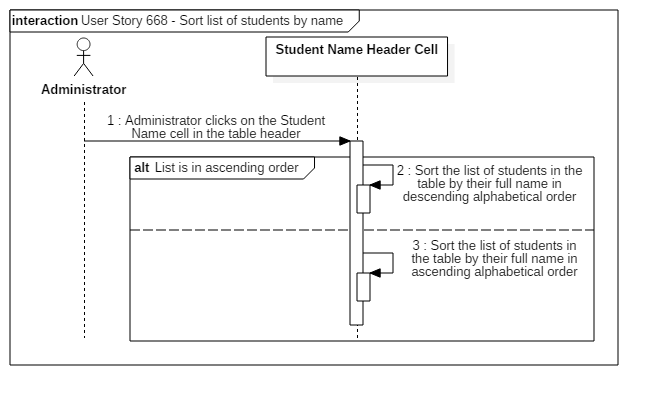 interaction User Story 668 - Sort list of students by name
Student Name Header Cell
Administrator
1 : Administrator clicks on the Student
Name cell in the table header
alt List is in ascending order
2 : Sort the list of students in the
table by their full name in
descending alphabetical order
3 : Sort the list of students in
the table by their full name in
ascending alphabetical order